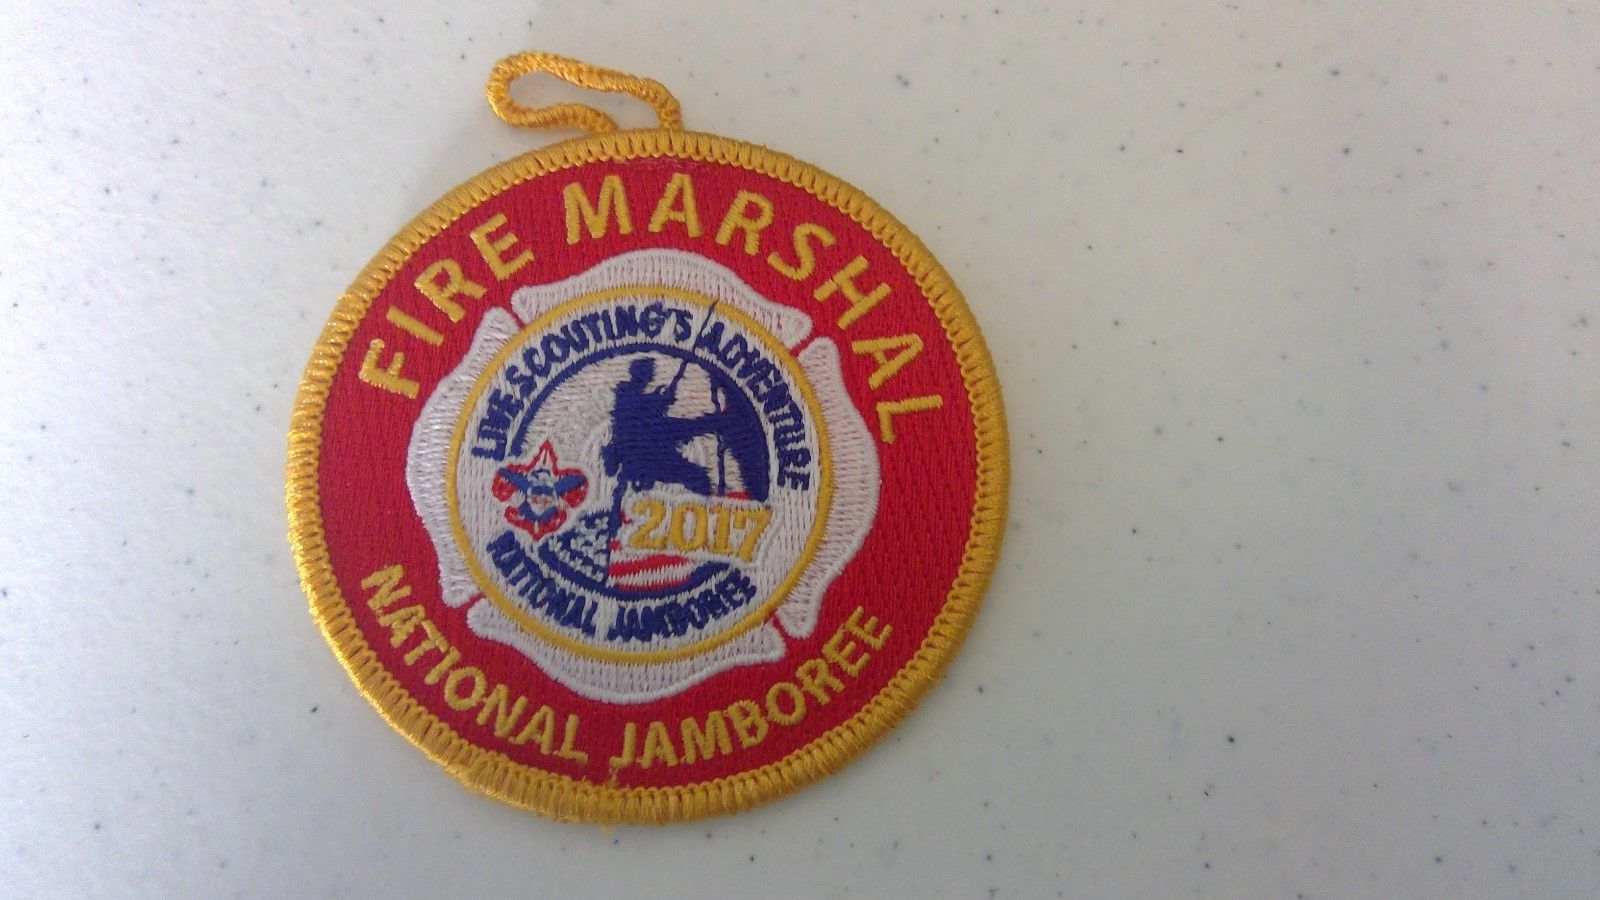 FIRE MARSHAL
LIVE SCOUTING'S ADVENTURE
2017
NATIONAL JAMBOREE
NATIONAL JAMBOREE